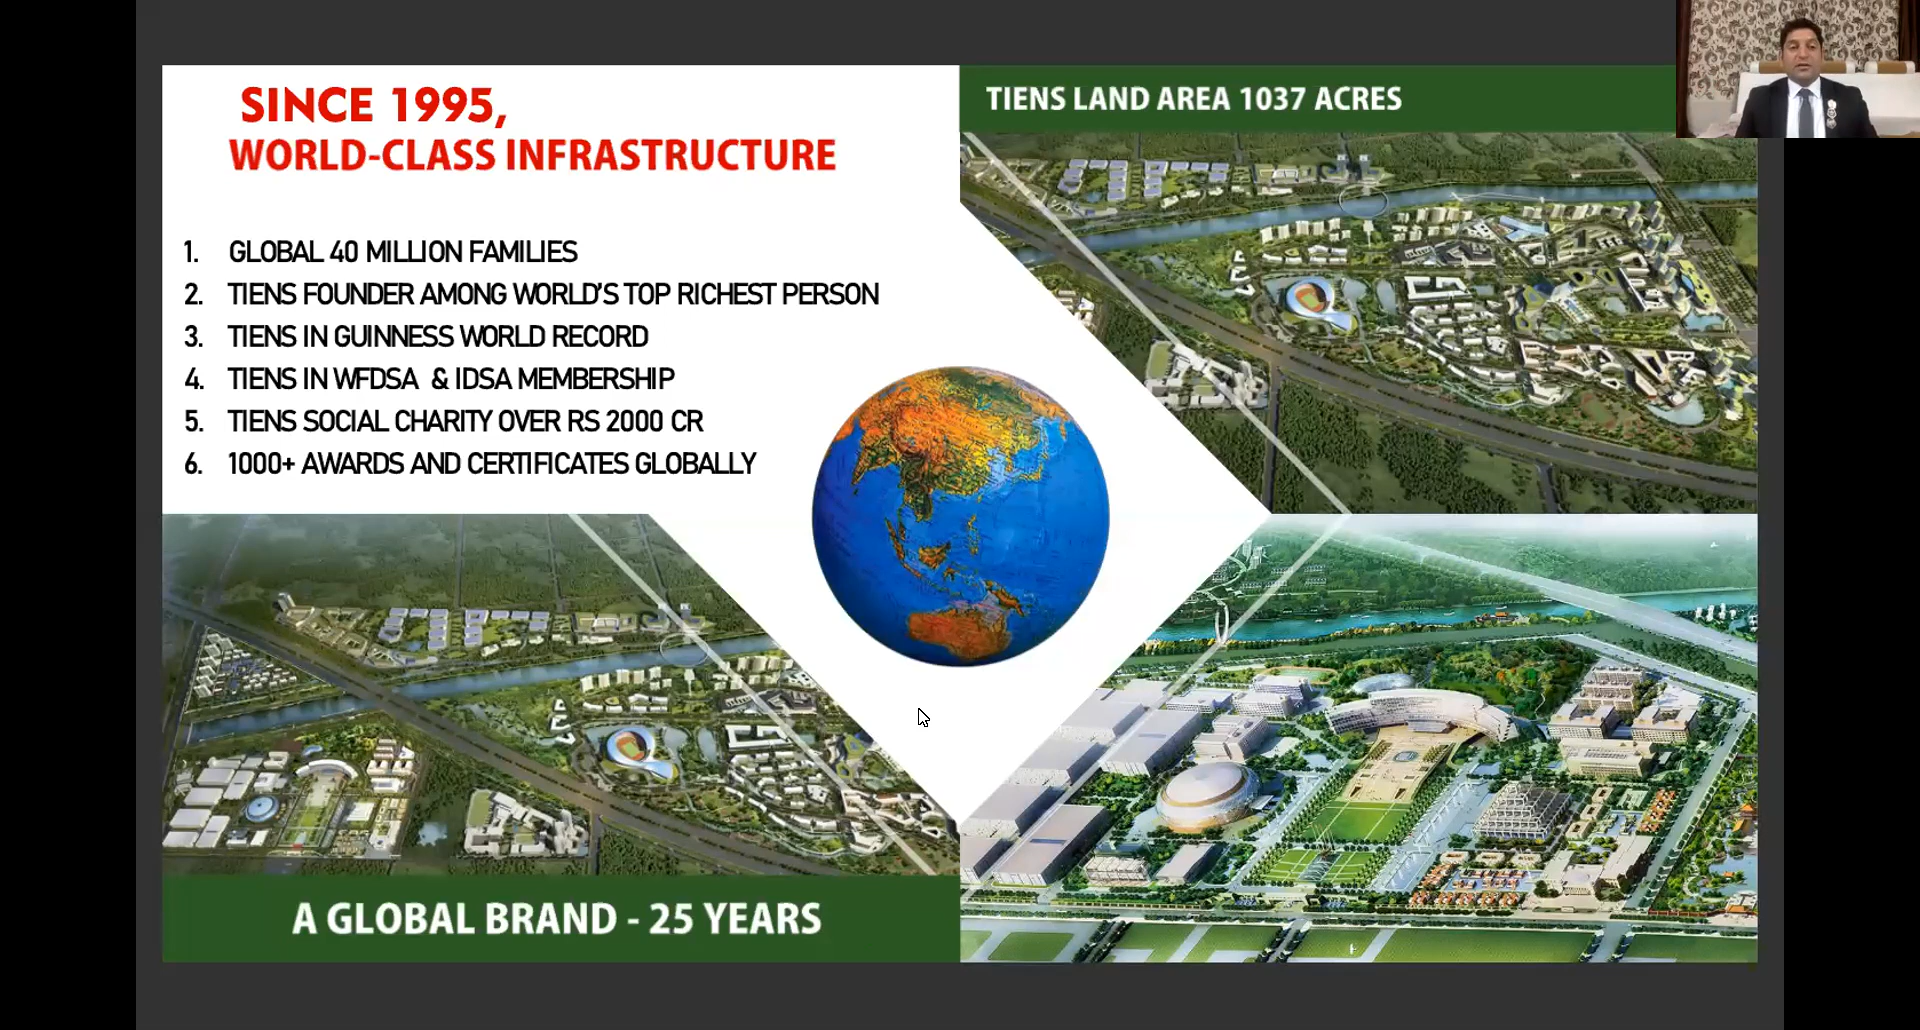 SINCE 1995,
WORLD-CLASS INFRASTRUCTURE
1. GLOBAL 40 MILLION FAMILIES
2. TIENS FOUNDER AMONG WORLD'S TOP RICHEST PERSON
3. TIENS IN GUINNESS WORLD RECORD
4. TIENS IN WFDSA & IDSA MEMBERSHIP
5. TIENS SOCIAL CHARITY OVER RS 2000 CR
6. 1000+ AWARDS AND CERTIFICATES GLOBALLY
TIENS LAND AREA 1037 ACRES
A GLOBAL BRAND - 25 YEARS